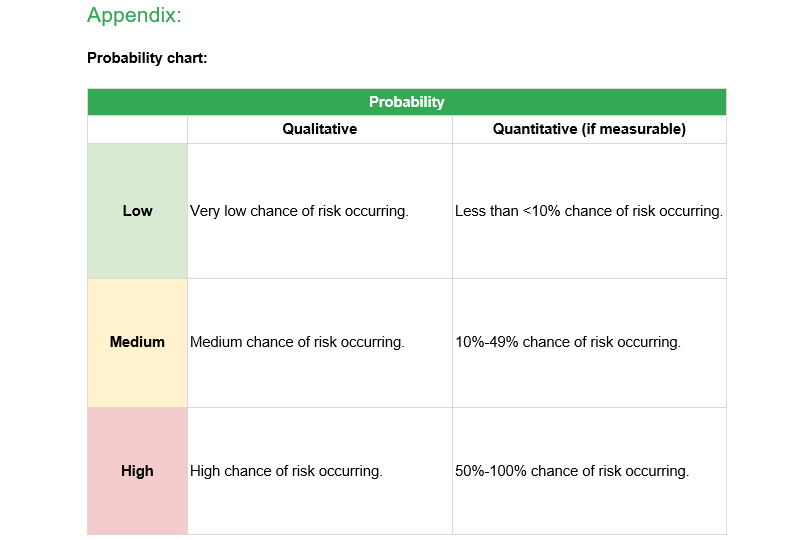 Appendix:
Probability chart:
Probability
Qualitative Quantitative (if measurable)
Low Very low chance of risk occurring. Less than <10% chance of risk occurring.
Medium Medium chance of risk occurring. 10%-49% chance of risk occurring.
High High chance of risk occurring. 50%-100% chance of risk occurring.